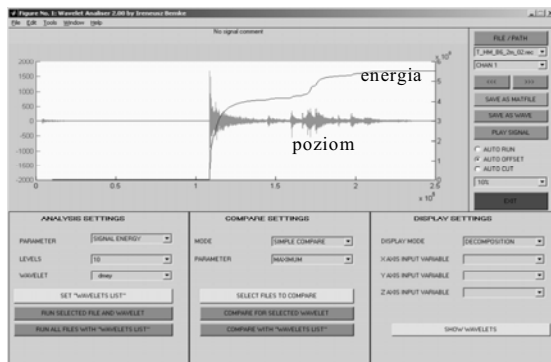 Figure No. 1: Wavelet Analiser 2.00 by Ireneusz Bemke
File Edit Tools Window Help
No signal comment
2000
1500
1000
500
0
-500
-1000
-1500
-2000
0 0.5 1 1.5 2 2.5
x 10
6
5
4
3
2
1
0
energia
poziom
FILE / PATH
T_HM_B6_2m_02.wav
CHAN 1
<<< >>>
SAVE AS MATFILE
SAVE AS WAVE
PLAY SIGNAL
AUTO RUN
AUTO OFFSET
AUTO CUT
10%
EXIT
ANALYSIS SETTINGS
PARAMETER SIGNAL ENERGY
LEVELS 10
WAVELET dmey
SET "WAVELETS LIST"
RUN SELECTED FILE AND WAVELET
RUN ALL FILES WITH "WAVELETS LIST"
COMPARE SETTINGS
MODE SIMPLE COMPARE
PARAMETER MAXIMUM
SELECT FILES TO COMPARE
COMPARE FOR SELECTED WAVELET
COMPARE WITH "WAVELETS LIST"
DISPLAY SETTINGS
DISPLAY MODE DECOMPOSITION
X AXIS INPUT VARIABLE
Y AXIS INPUT VARIABLE
Z AXIS INPUT VARIABLE
SHOW WAVELETS